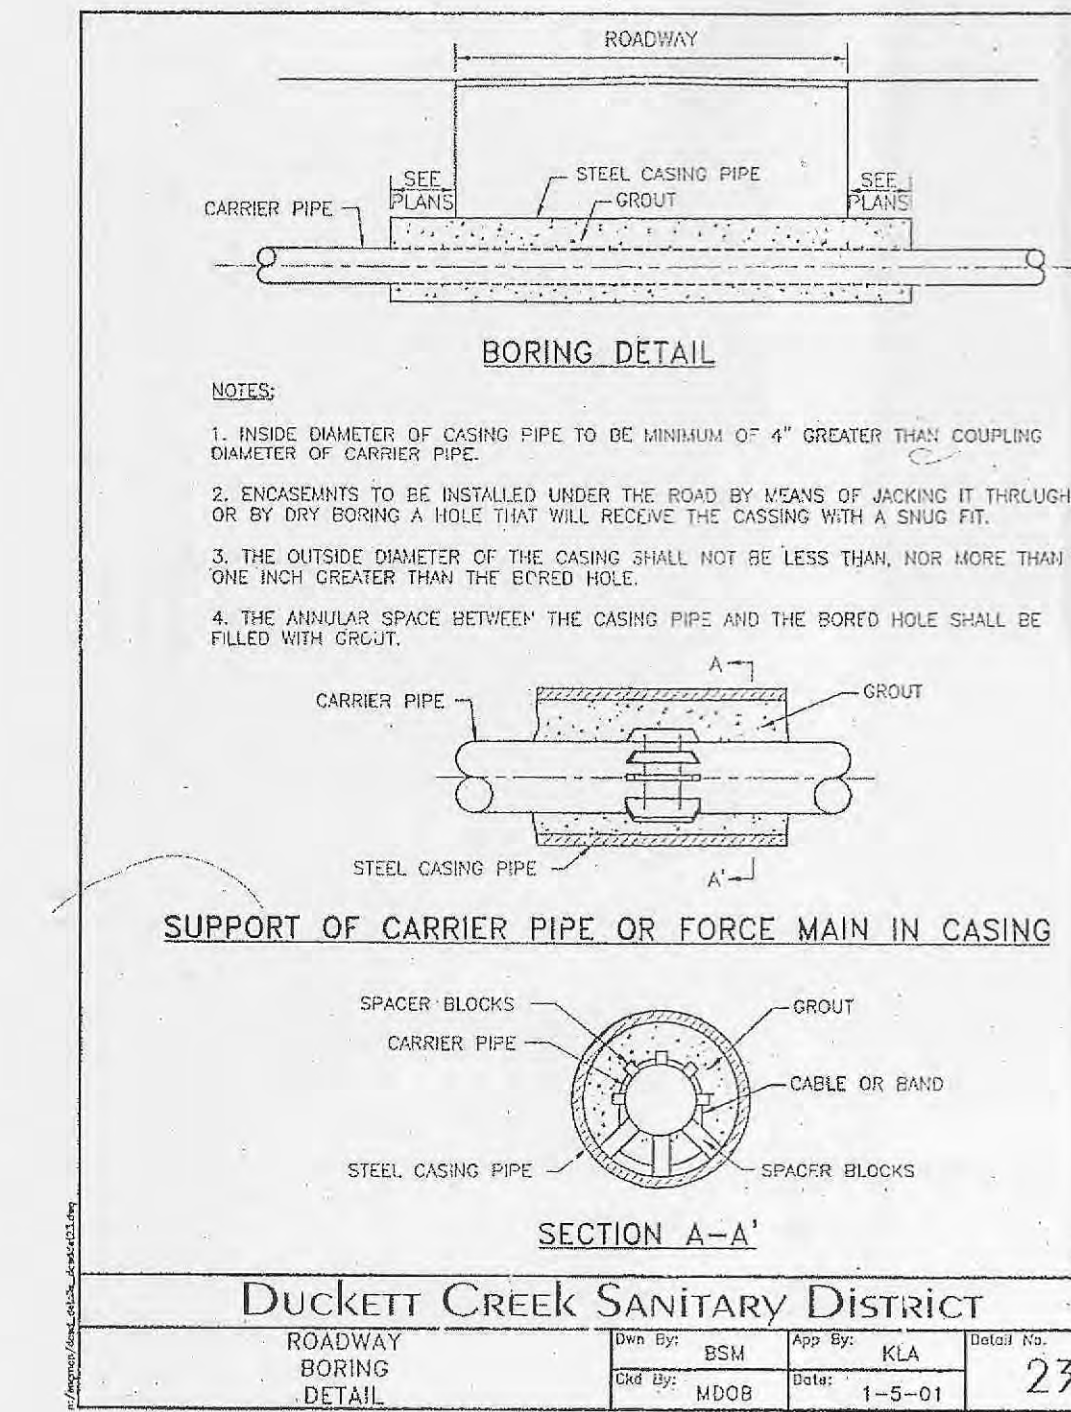 ROADWAY
SEE
PLANS
STEEL CASING PIPE
GROUT
SEE
PLANS
CARRIER PIPE
BORING DETAIL
NOTES:
1. INSIDE DIAMETER OF CASING PIPE TO BE MINIMUM OF 4" GREATER THAN COUPLING
DIAMETER OF CARRIER PIPE.
2. ENCASEMNTS TO BE INSTALLED UNDER THE ROAD BY MEANS OF JACKING IT THROUGH
OR BY DRY BORING A HOLE THAT WILL RECEIVE THE CASSING WITH A SNUG FIT.
3. THE OUTSIDE DIAMETER OF THE CASING SHALL NOT BE LESS THAN, NOR MORE THAN
ONE INCH GREATER THAN THE BORED HOLE.
4. THE ANNULAR SPACE BETWEEN THE CASING PIPE AND THE BORED HOLE SHALL BE
FILLED WITH GROUT.
A
CARRIER PIPE
GROUT
STEEL CASING PIPE
A'
SUPPORT OF CARRIER PIPE OR FORCE MAIN IN CASING
SPACER BLOCKS
GROUT
CARRIER PIPE
CABLE OR BAND
STEEL CASING PIPE
SPACER BLOCKS
SECTION A-A'
DUCKETT CREEK SANITARY DISTRICT
ROADWAY
BORING
DETAIL
Dwn By:
BSM
App By:
KLA
Detail No.
23
Ckd By:
MDOB
Date:
1-5-01